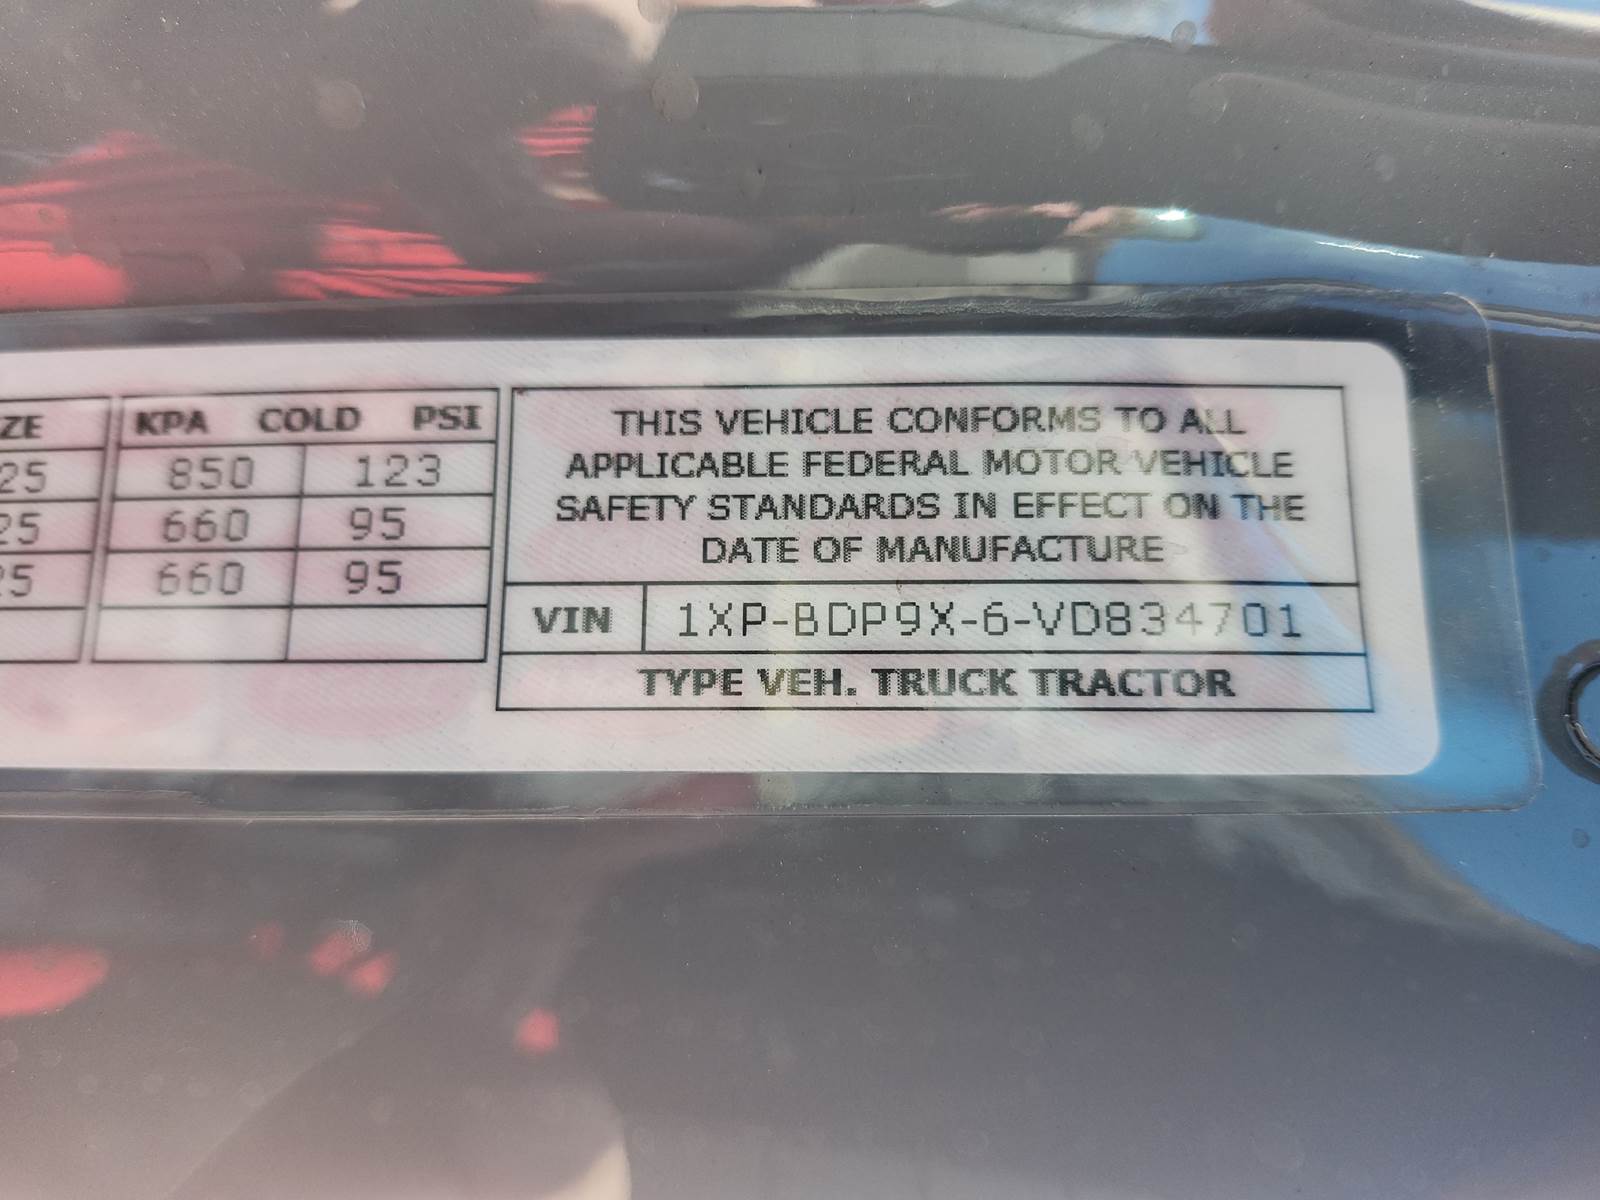 ZE KPA COLD PSI
25 850 123
25 660 95
25 660 95
THIS VEHICLE CONFORMS TO ALL
APPLICABLE FEDERAL MOTOR VEHICLE
SAFETY STANDARDS IN EFFECT ON THE
DATE OF MANUFACTURE
VIN 1XP-BDP9X-6-VD834701
TYPE VEH. TRUCK TRACTOR